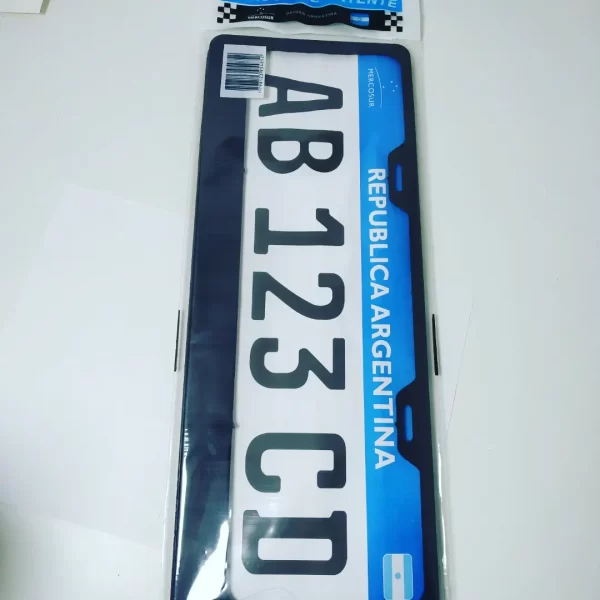 MERCOSUR
REPUBLICA ARGENTINA
AB 123 CD